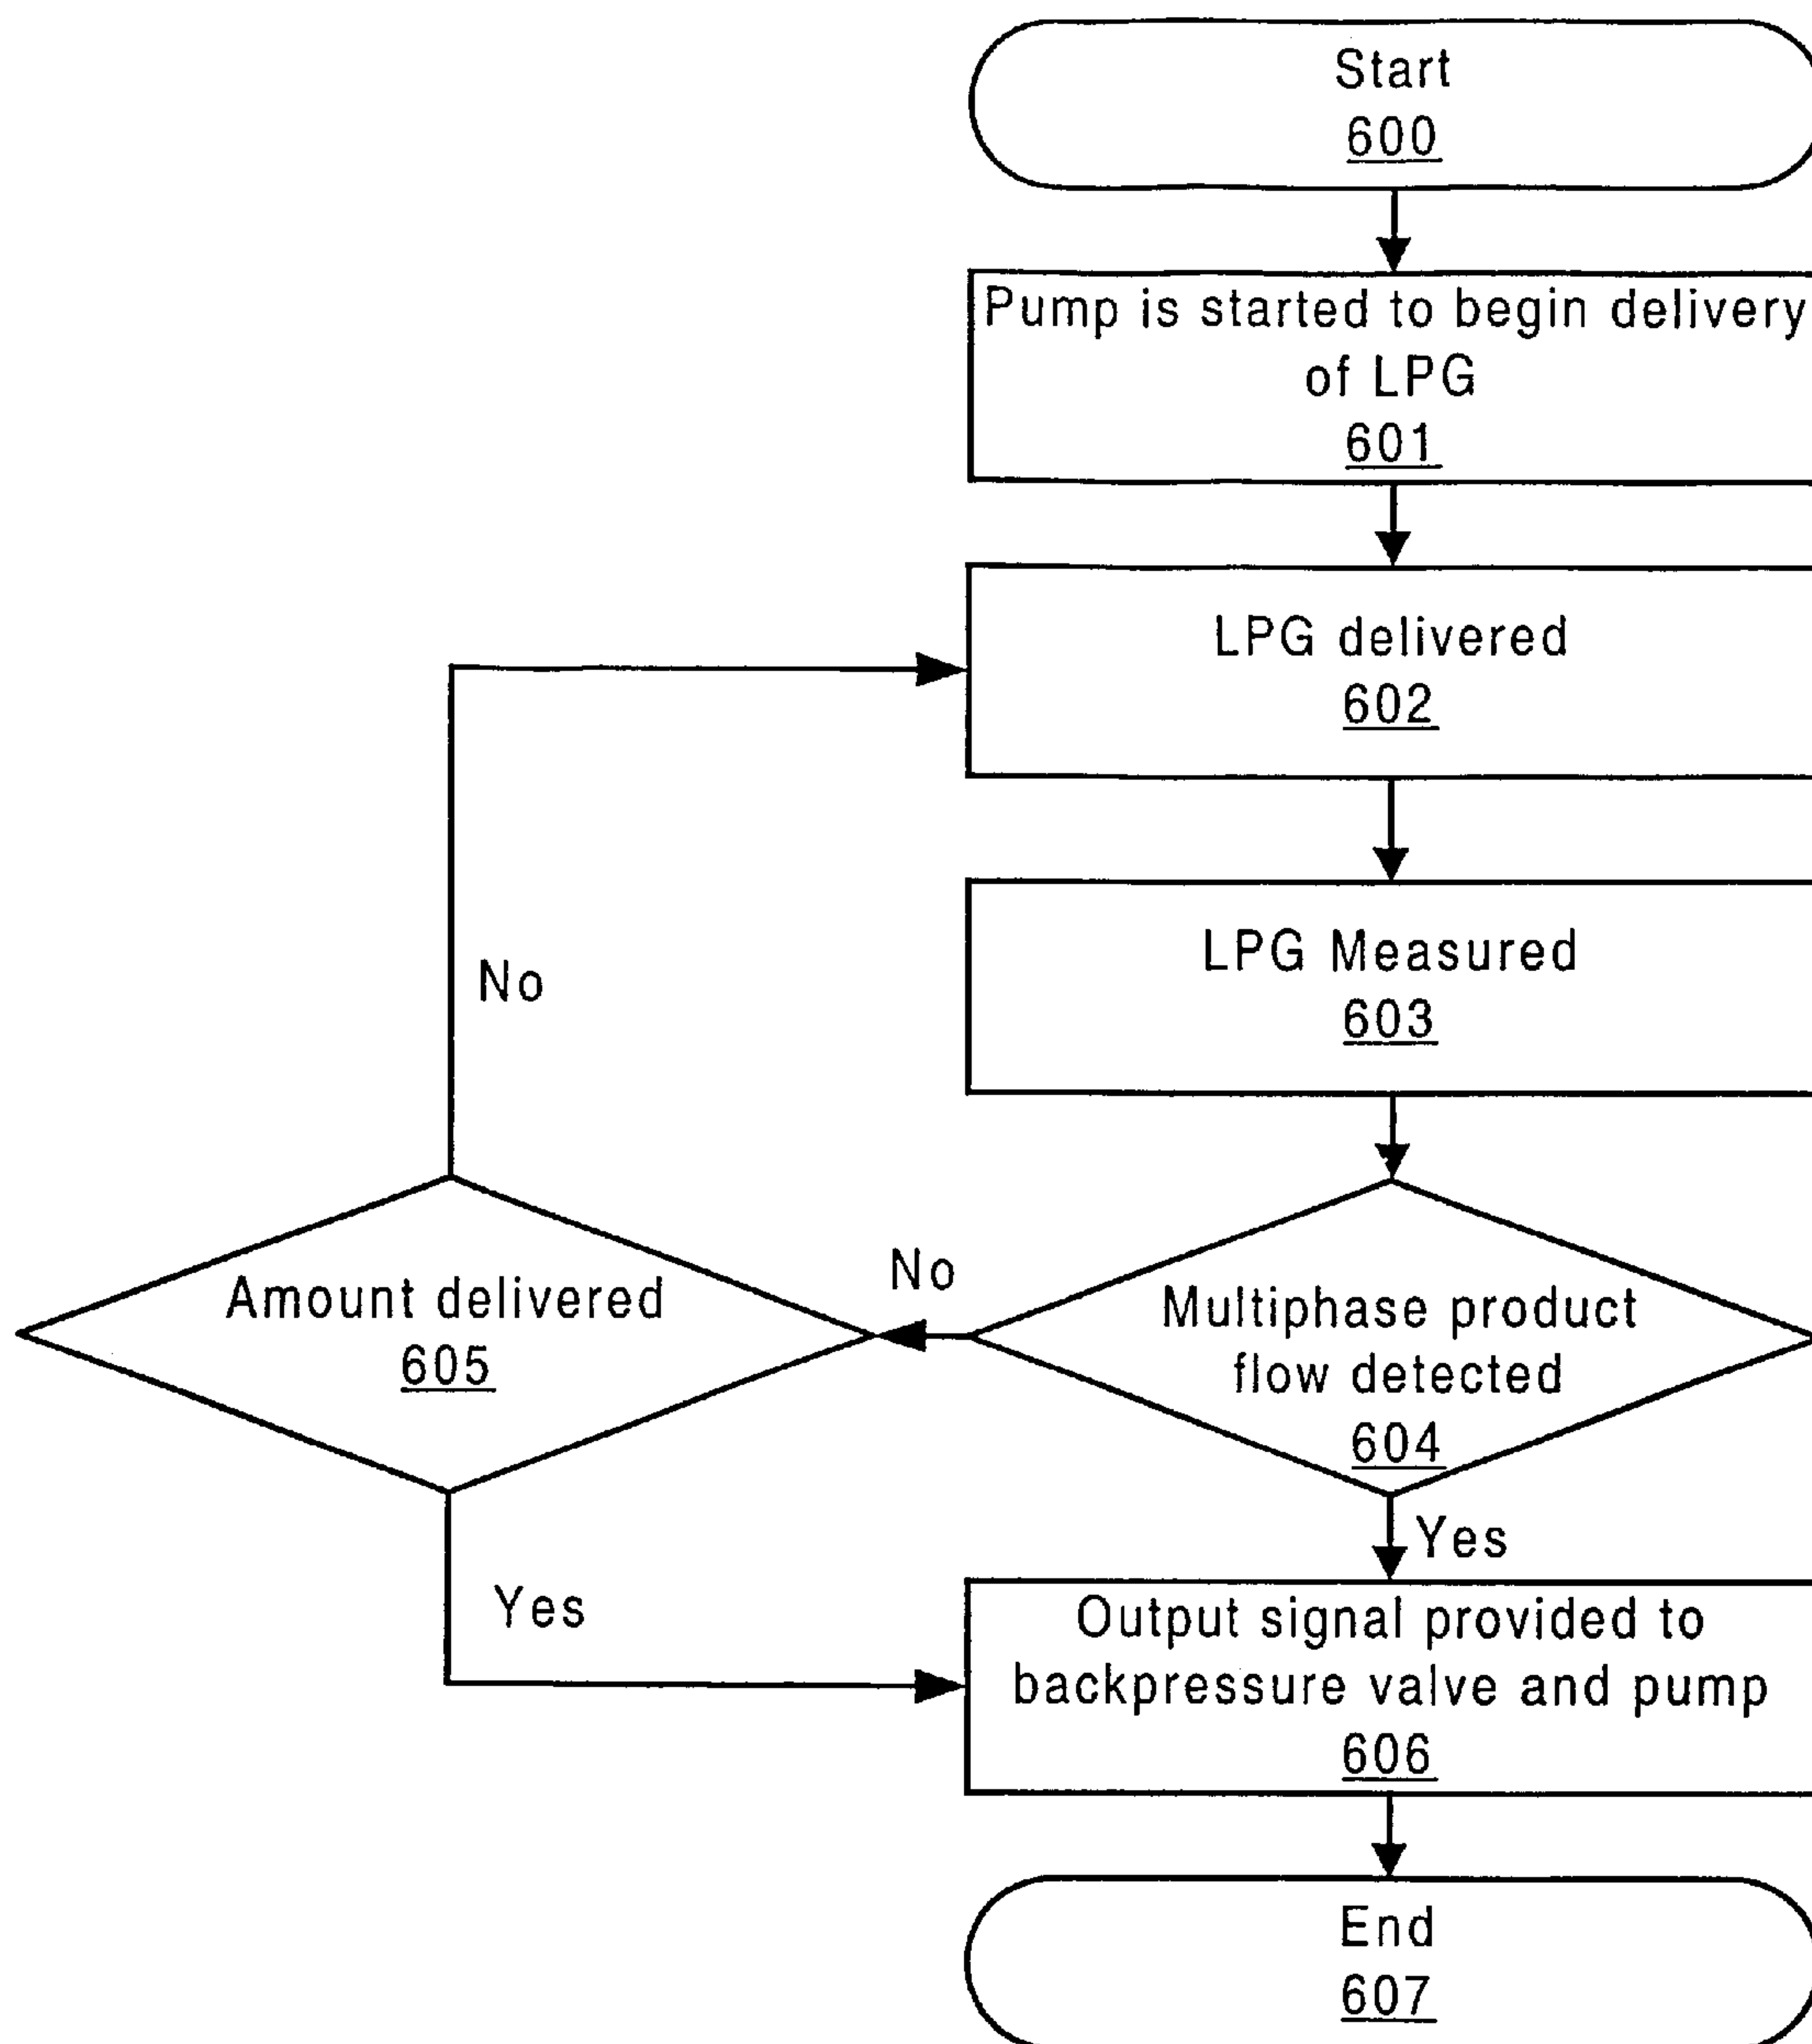 Start
600
Pump is started to begin delivery
of LPG
601
LPG delivered
602
LPG Measured
603
No
No
Amount delivered
605
Multiphase product
flow detected
604
Yes
Yes
Output signal provided to
backpressure valve and pump
606
End
607